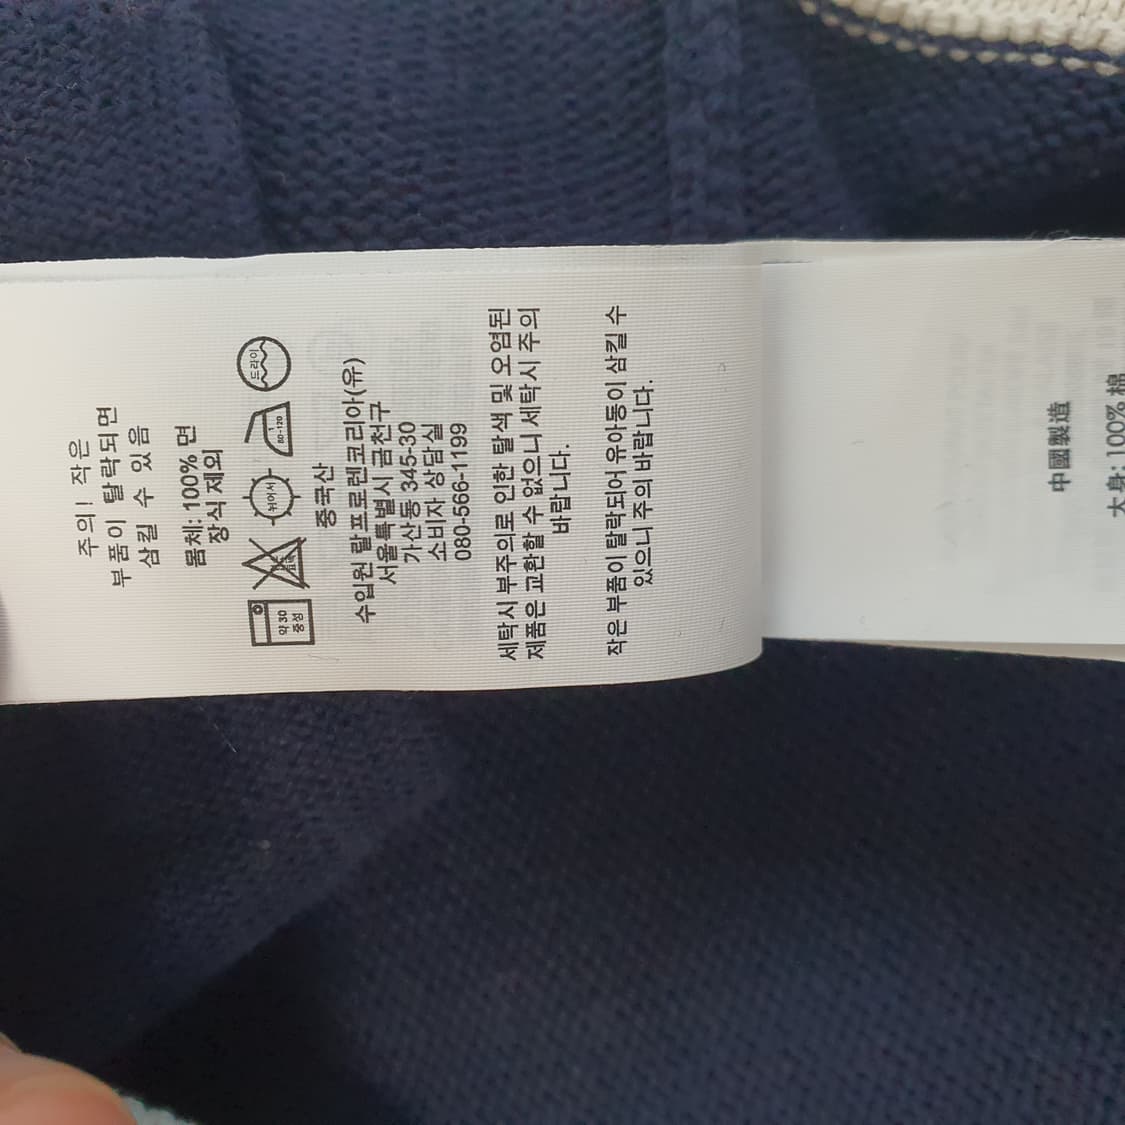 주의! 작은
부품이 탈락되면
삼킬 수 있음
몸체: 100% 면
장식 제외
약 30
중성
뉘어서
80~120
드라이
중국산
수입원 랄프로렌코리아(유)
서울특별시 금천구
가산동 345-30
소비자 상담실
080-566-1199
세탁시 부주의로 인한 탈색 및 오염된
제품은 교환할 수 없으니 세탁시 주의
바랍니다.
작은 부품이 탈락되어 유아동이 삼킬 수
있으니 주의 바랍니다.
中國製造
大身: 100% 棉